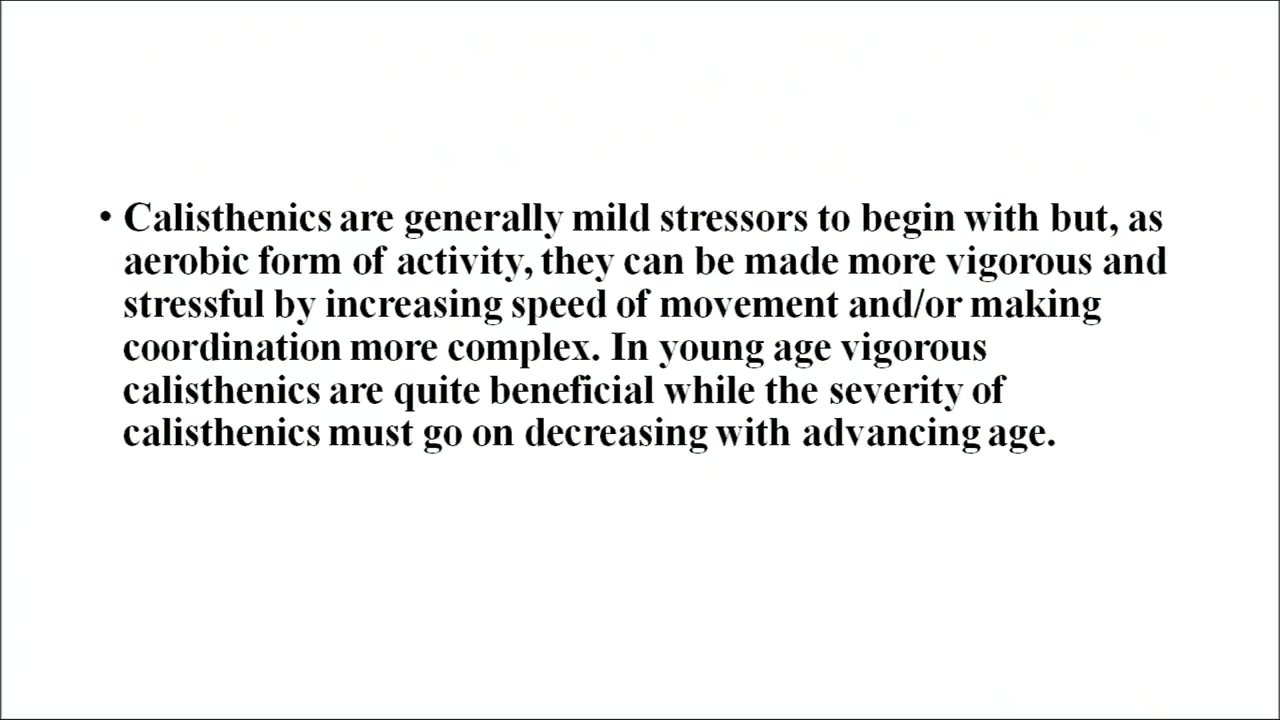 • Calisthenics are generally mild stressors to begin with but, as
aerobic form of activity, they can be made more vigorous and
stressful by increasing speed of movement and/or making
coordination more complex. In young age vigorous
calisthenics are quite beneficial while the severity of
calisthenics must go on decreasing with advancing age.